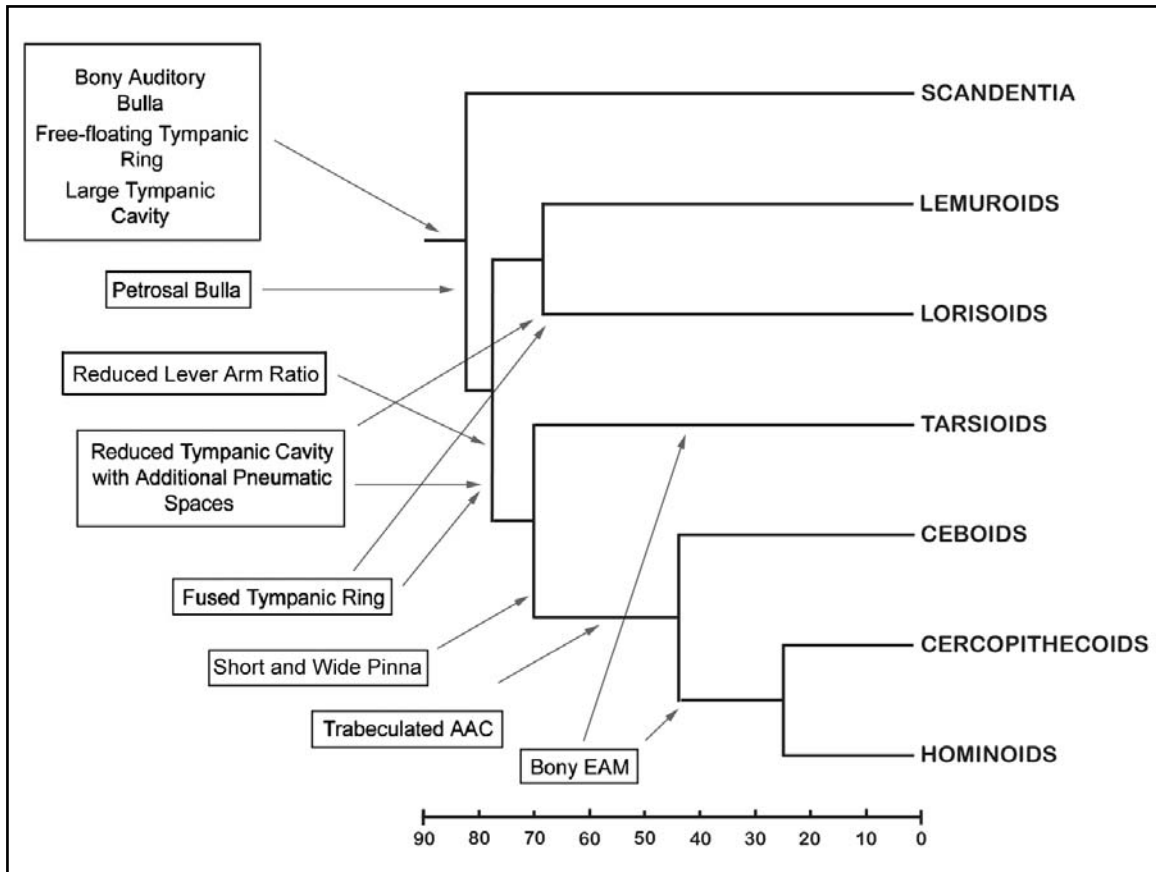 Bony Auditory
Bulla
Free-floating Tympanic
Ring
Large Tympanic
Cavity
Petrosal Bulla
Reduced Lever Arm Ratio
Reduced Tympanic Cavity
with Additional Pneumatic
Spaces
Fused Tympanic Ring
Short and Wide Pinna
Trabeculated AAC
Bony EAM
SCANDENTIA
LEMUROIDS
LORISOIDS
TARSIOIDS
CEBOIDS
CERCOPITHECOIDS
HOMINOIDS
90 80 70 60 50 40 30 20 10 0